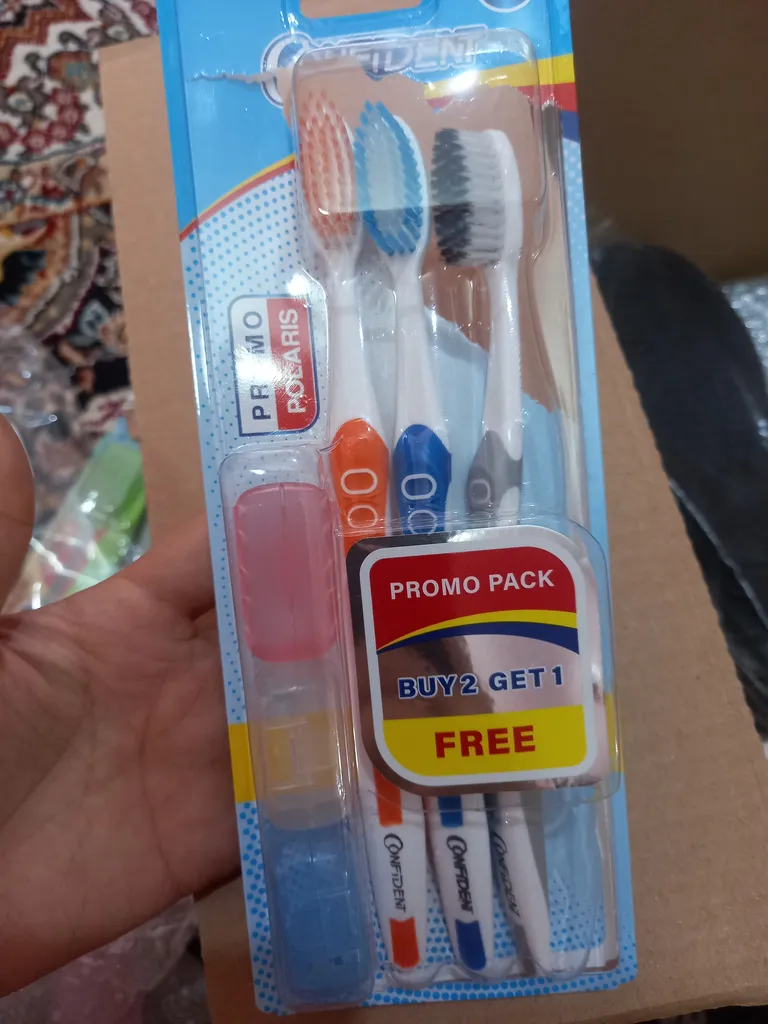 CONFIDENT
PROMO
POLARIS
PROMO PACK
BUY 2 GET 1
FREE
CONFIDENT
CONFIDENT
CONFIDENT